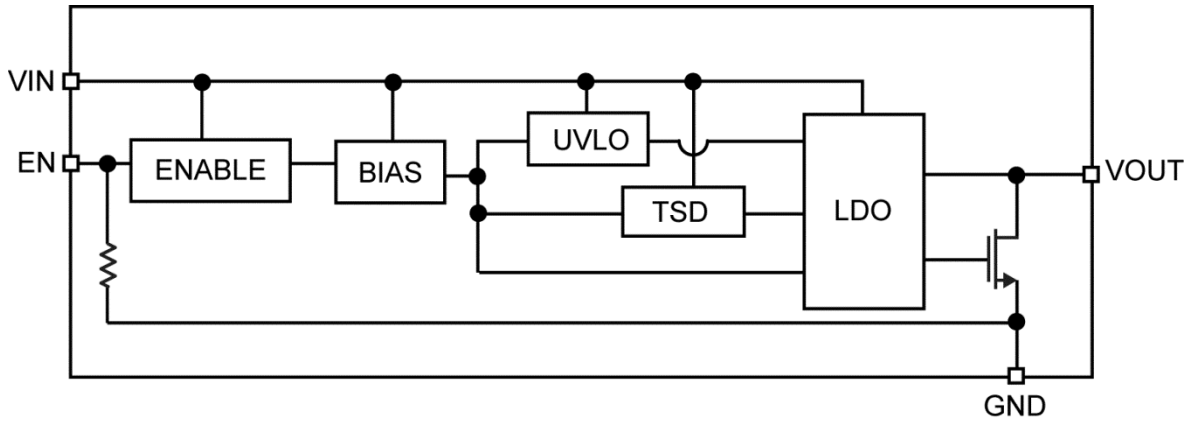 VIN
EN
ENABLE
BIAS
UVLO
TSD
LDO
VOUT
GND